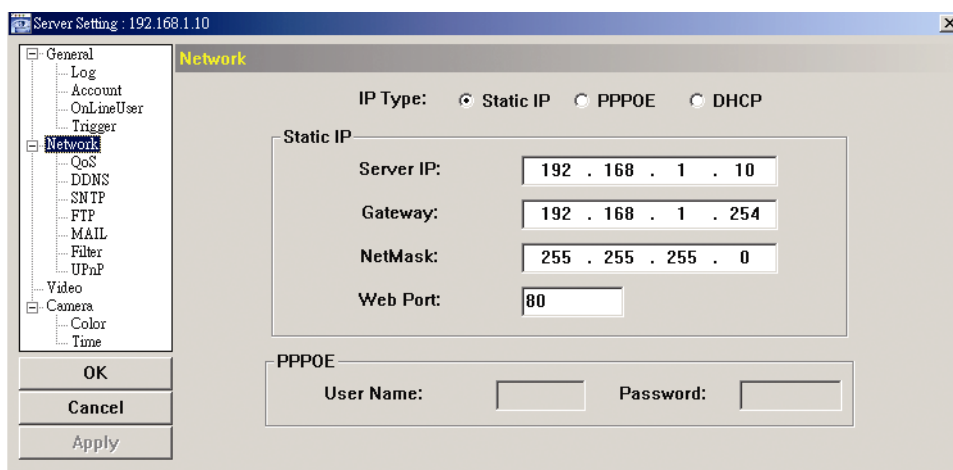 Server Setting : 192.168.1.10
General
Log
Account
OnLineUser
Trigger
Network
QoS
DDNS
SNTP
FTP
MAIL
Filter
UPnP
Video
Camera
Color
Time
OK
Cancel
Apply
Network
IP Type: Static IP PPPOE DHCP
Static IP
Server IP: 192 . 168 . 1 . 10
Gateway: 192 . 168 . 1 . 254
NetMask: 255 . 255 . 255 . 0
Web Port: 80
PPPOE
User Name: Password: